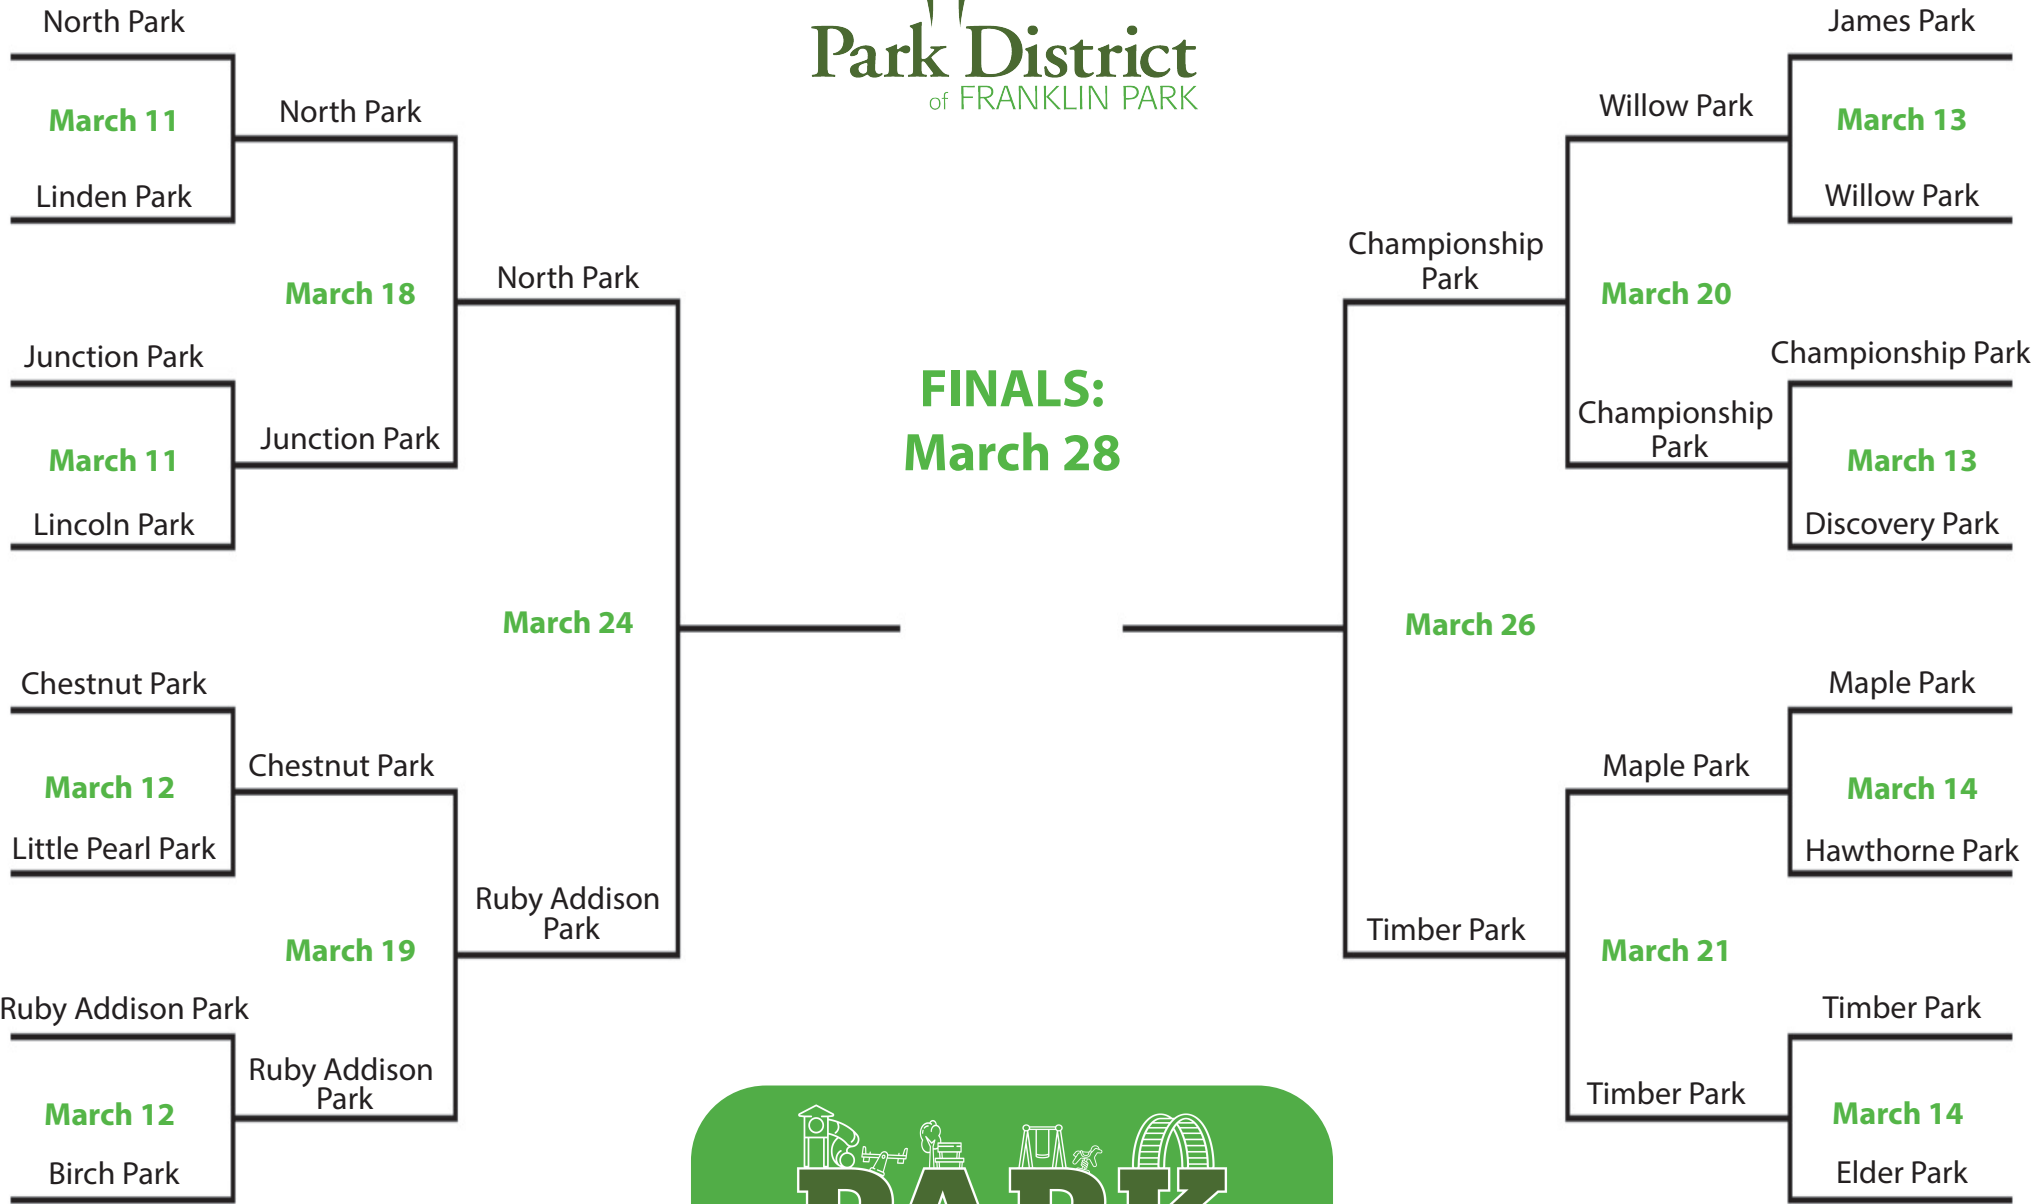 North Park
March 11
Linden Park
North Park
March 18
Junction Park
March 11
Lincoln Park
Junction Park
North Park
March 24
Chestnut Park
March 12
Little Pearl Park
Chestnut Park
March 19
Ruby Addison Park
March 12
Birch Park
Ruby Addison
Park
Ruby Addison
Park
Park District
of FRANKLIN PARK
FINALS:
March 28
Championship
Park
March 26
Timber Park
Willow Park
March 20
Championship
Park
Maple Park
March 21
Timber Park
James Park
March 13
Willow Park
Championship Park
March 13
Discovery Park
Maple Park
March 14
Hawthorne Park
Timber Park
March 14
Elder Park
PARK